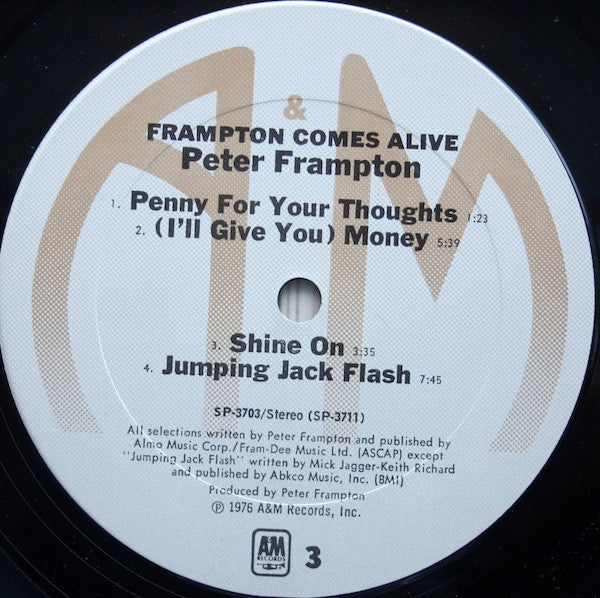 &
FRAMPTON COMES ALIVE
Peter Frampton
1. Penny For Your Thoughts 1:23
2. (I'll Give You) Money 5:39
3. Shine On 3:35
4. Jumping Jack Flash 7:45
SP-3703/Stereo (SP-3711)
All selections written by Peter Frampton and published by
Almo Music Corp./Fram-Dee Music Ltd. (ASCAP) except
"Jumping Jack Flash" written by Mick Jagger-Keith Richard
and published by Abkco Music, Inc. (BMI)
Produced by Peter Frampton
℗ 1976 A&M Records, Inc.
A&M
RECORDS
3